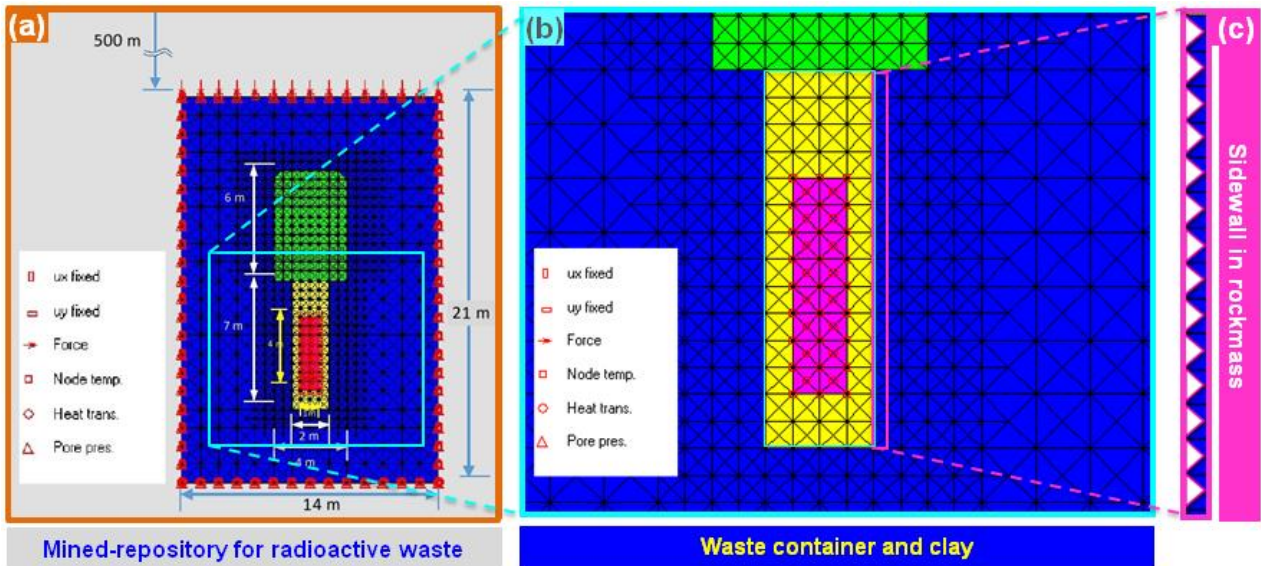 (a)
500 m
6 m
7 m
4 m
2 m
4 m
21 m
14 m
ux fixed
uy fixed
Force
Node temp.
Heat trans.
Pore pres.
Mined-repository for radioactive waste
(b)
ux fixed
uy fixed
Force
Node temp.
Heat trans.
Pore pres.
Waste container and clay
(c)
Sidewall in rockmass